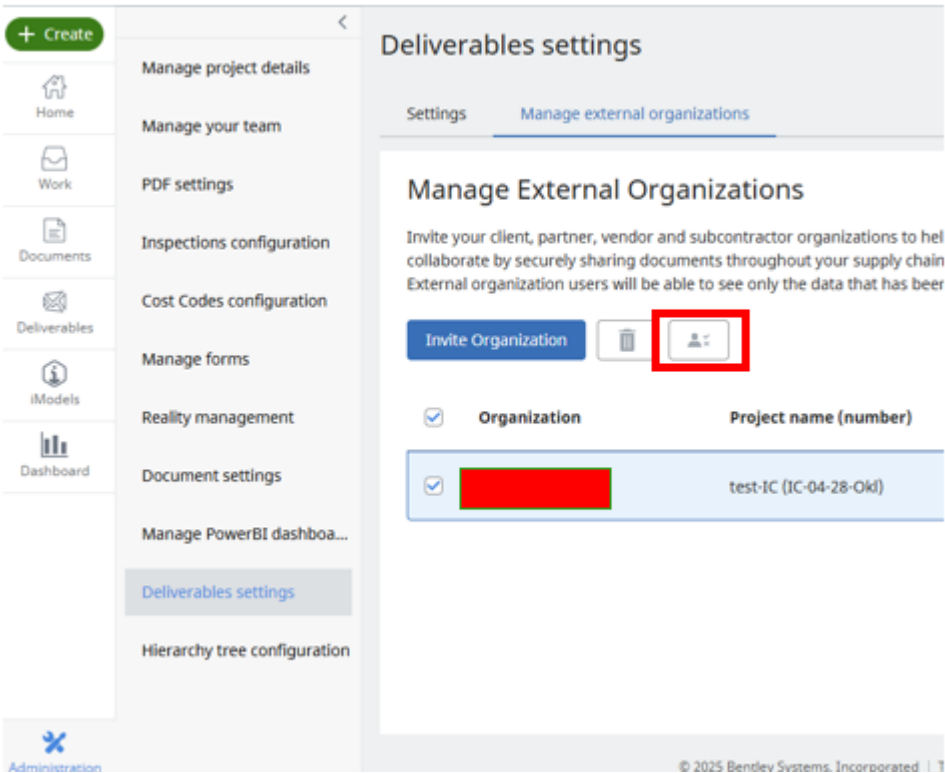 + Create
Home
Work
Documents
Deliverables
iModels
Dashboard
Administration
<
Manage project details
Manage your team
PDF settings
Inspections configuration
Cost Codes configuration
Manage forms
Reality management
Document settings
Manage PowerBI dashboa...
Deliverables settings
Hierarchy tree configuration
Deliverables settings
Settings Manage external organizations
Manage External Organizations
Invite your client, partner, vendor and subcontractor organizations to hel
collaborate by securely sharing documents throughout your supply chain
External organization users will be able to see only the data that has beer
Invite Organization
Organization Project name (number)
test-IC (IC-04-28-Okl)
© 2025 Bentley Systems, Incorporated |